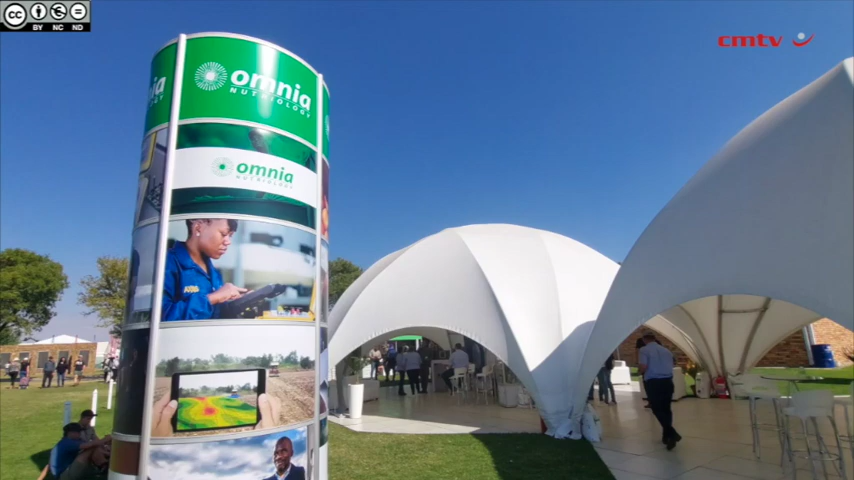 cc
BY NC ND
cmtv
omnia
NUTRIOLOGY
omnia
NUTRIOLOGY